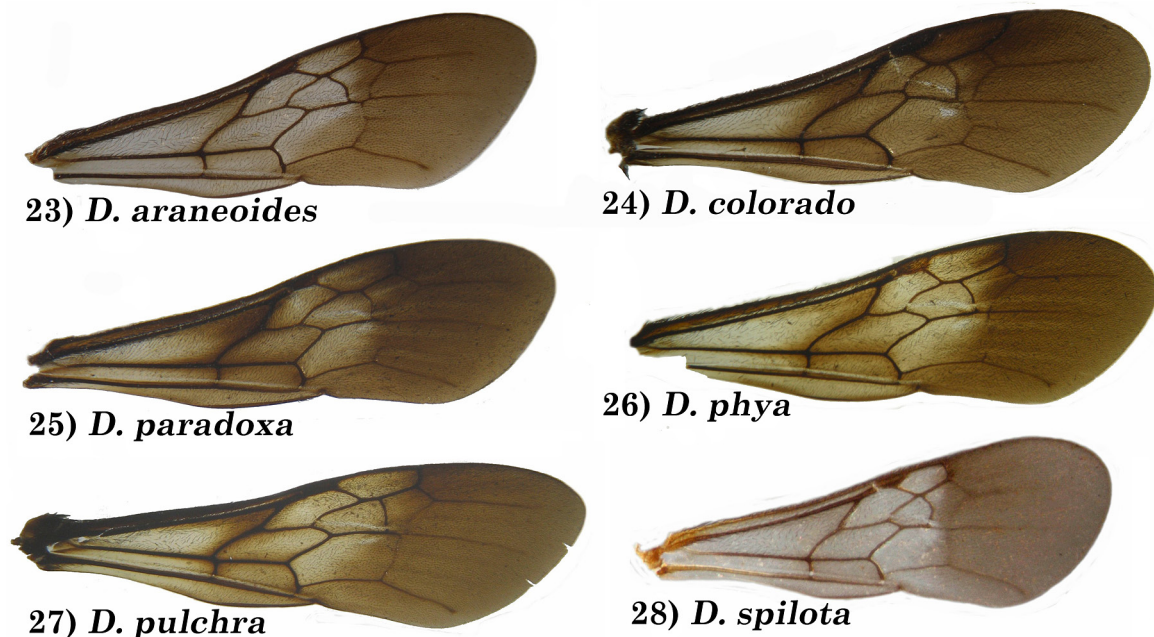 23) D. araneoides
24) D. colorado
25) D. paradoxa
26) D. phya
27) D. pulchra
28) D. spilota